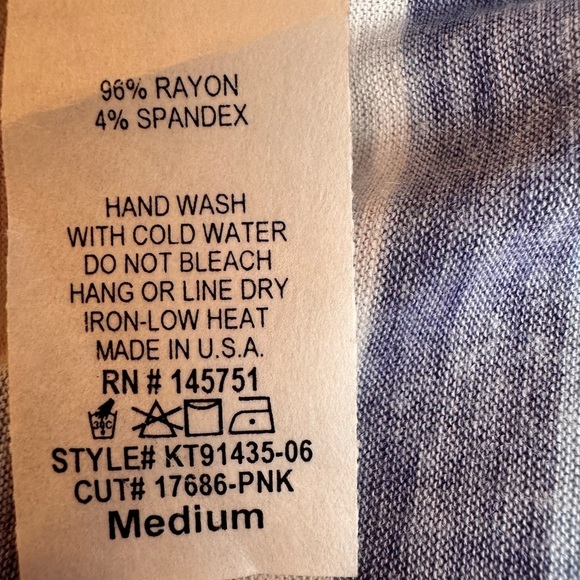 96% RAYON
4% SPANDEX
HAND WASH
WITH COLD WATER
DO NOT BLEACH
HANG OR LINE DRY
IRON-LOW HEAT
MADE IN U.S.A.
RN # 145751
30C
STYLE# KT91435-06
CUT# 17686-PNK
Medium